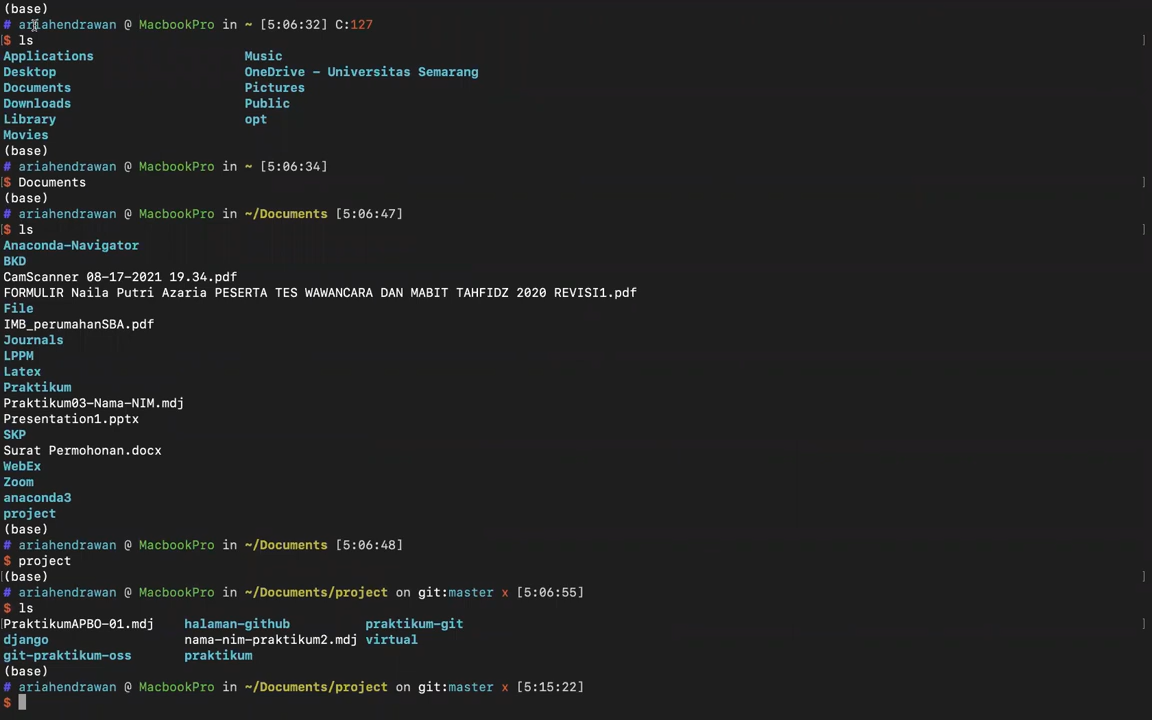 (base)
# ariahendrawan @ MacbookPro in ~ [5:06:32] C:127
$ ls
Applications Music
Desktop OneDrive - Universitas Semarang
Documents Pictures
Downloads Public
Library opt
Movies
(base)
# ariahendrawan @ MacbookPro in ~ [5:06:34]
$ Documents
(base)
# ariahendrawan @ MacbookPro in ~/Documents [5:06:47]
$ ls
Anaconda-Navigator
BKD
CamScanner 08-17-2021 19.34.pdf
FORMULIR Naila Putri Azaria PESERTA TES WAWANCARA DAN MABIT TAHFIDZ 2020 REVISI1.pdf
File
IMB_perumahanSBA.pdf
Journals
LPPM
Latex
Praktikum
Praktikum03-Nama-NIM.mdj
Presentation1.pptx
SKP
Surat Permohonan.docx
WebEx
Zoom
anaconda3
project
(base)
# ariahendrawan @ MacbookPro in ~/Documents [5:06:48]
$ project
(base)
# ariahendrawan @ MacbookPro in ~/Documents/project on git:master x [5:06:55]
$ ls
PraktikumAPBO-01.mdj halaman-github praktikum-git
django nama-nim-praktikum2.mdj virtual
git-praktikum-oss praktikum
(base)
# ariahendrawan @ MacbookPro in ~/Documents/project on git:master x [5:15:22]
$